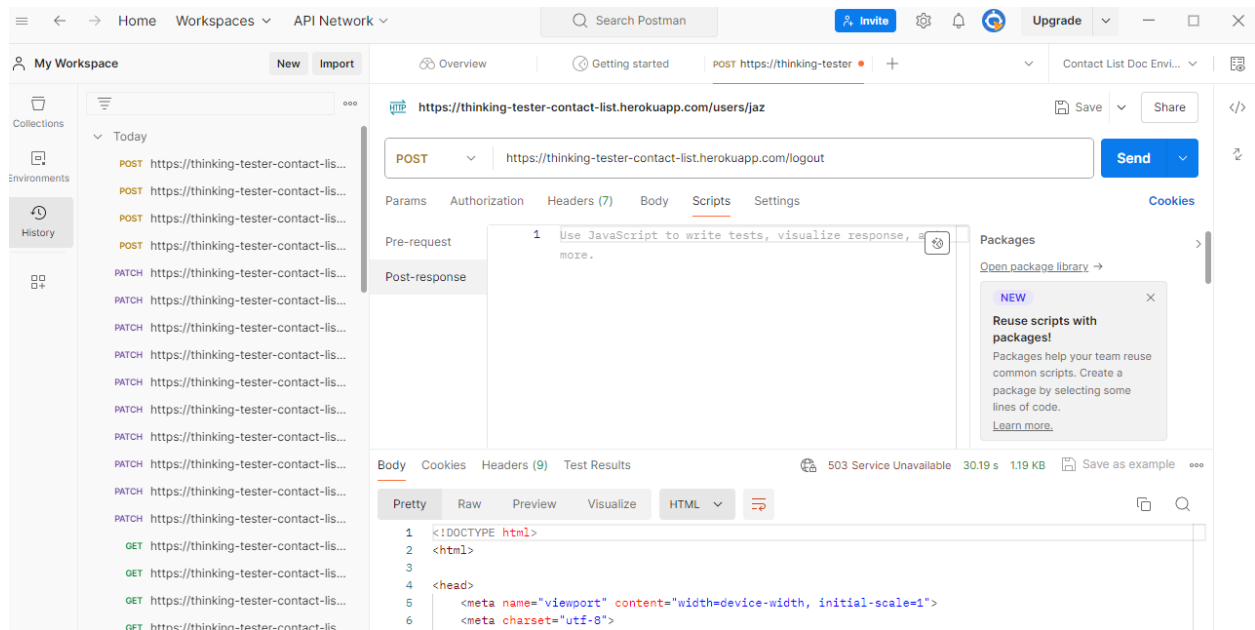 Home Workspaces API Network Search Postman Invite Upgrade
My Workspace New Import Overview Getting started POST https://thinking-tester Contact List Doc Envi...
Collections
Environments
History
Today
POST https://thinking-tester-contact-lis...
POST https://thinking-tester-contact-lis...
POST https://thinking-tester-contact-lis...
POST https://thinking-tester-contact-lis...
PATCH https://thinking-tester-contact-lis...
PATCH https://thinking-tester-contact-lis...
PATCH https://thinking-tester-contact-lis...
PATCH https://thinking-tester-contact-lis...
PATCH https://thinking-tester-contact-lis...
PATCH https://thinking-tester-contact-lis...
PATCH https://thinking-tester-contact-lis...
PATCH https://thinking-tester-contact-lis...
PATCH https://thinking-tester-contact-lis...
PATCH https://thinking-tester-contact-lis...
GET https://thinking-tester-contact-lis...
GET https://thinking-tester-contact-lis...
GET https://thinking-tester-contact-lis...
GET https://thinking-tester-contact-lis...
HTTP https://thinking-tester-contact-list.herokuapp.com/users/jaz Save Share
POST https://thinking-tester-contact-list.herokuapp.com/logout Send
Params Authorization Headers (7) Body Scripts Settings Cookies
Pre-request
Post-response
1 Use JavaScript to write tests, visualize response, a
more.
Packages
Open package library →
NEW
Reuse scripts with
packages!
Packages help your team reuse
common scripts. Create a
package by selecting some
lines of code.
Learn more.
Body Cookies Headers (9) Test Results 503 Service Unavailable 30.19 s 1.19 KB Save as example
Pretty Raw Preview Visualize HTML
1 <!DOCTYPE html>
2 <html>
3
4 <head>
5 <meta name="viewport" content="width=device-width, initial-scale=1">
6 <meta charset="utf-8">